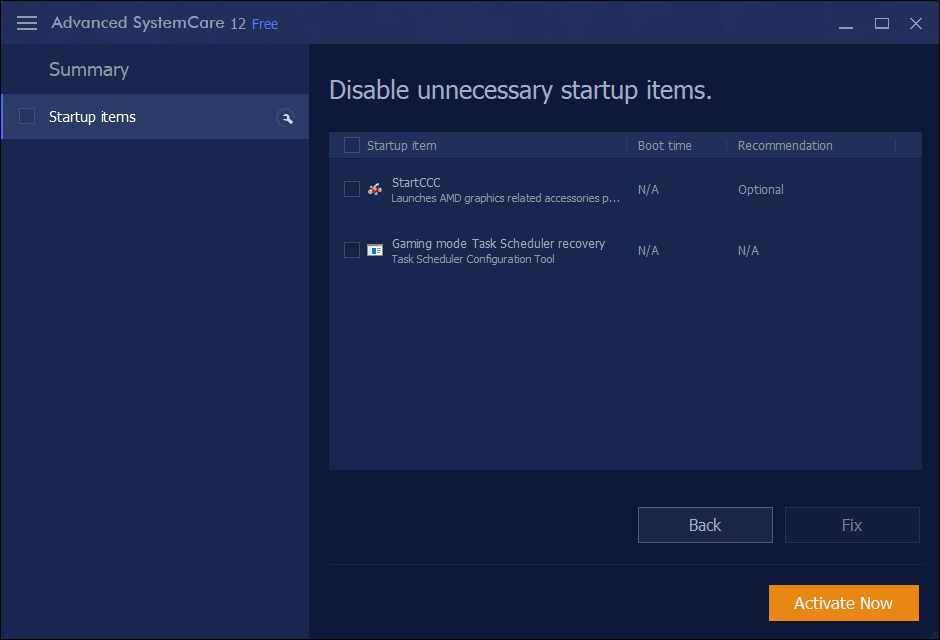 Advanced SystemCare 12 Free
Summary
Startup items
Disable unnecessary startup items.
Startup item Boot time Recommendation
StartCCC
Launches AMD graphics related accessories p... N/A Optional
Gaming mode Task Scheduler recovery
Task Scheduler Configuration Tool N/A N/A
Back Fix
Activate Now